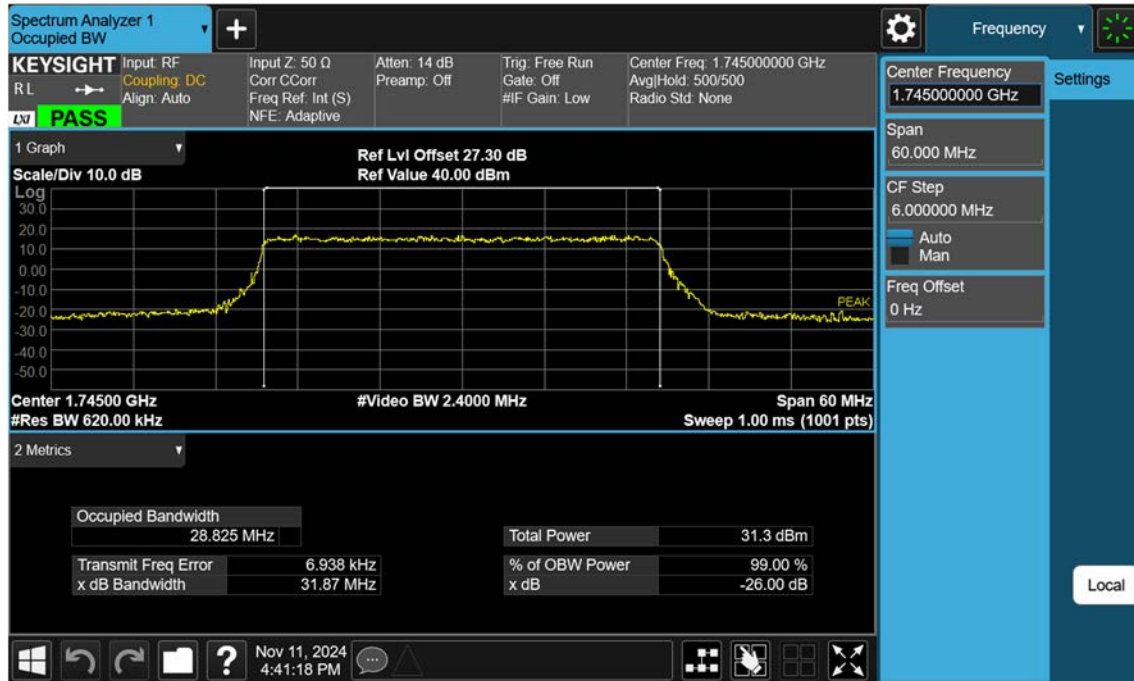 Spectrum Analyzer 1
Occupied BW
Frequency
KEYSIGHT
RL
LXI PASS
Input: RF
Coupling: DC
Align: Auto
Input Z: 50 Ω
Corr CCorr
Freq Ref: Int (S)
NFE: Adaptive
Atten: 14 dB
Preamp: Off
Trig: Free Run
Gate: Off
#IF Gain: Low
Center Freq: 1.745000000 GHz
Avg|Hold: 500/500
Radio Std: None
Center Frequency
1.745000000 GHz
Settings
Span
60.000 MHz
CF Step
6.000000 MHz
Auto
Man
Freq Offset
0 Hz
1 Graph
Scale/Div 10.0 dB
Ref Lvl Offset 27.30 dB
Ref Value 40.00 dBm
Log
30.0
20.0
10.0
0.00
-10.0
-20.0
-30.0
-40.0
-50.0
PEAK
Center 1.74500 GHz
#Video BW 2.4000 MHz
Span 60 MHz
#Res BW 620.00 kHz
Sweep 1.00 ms (1001 pts)
2 Metrics
Occupied Bandwidth
28.825 MHz
Total Power 31.3 dBm
Transmit Freq Error 6.938 kHz
% of OBW Power 99.00 %
x dB Bandwidth 31.87 MHz
x dB -26.00 dB
Local
?
Nov 11, 2024
4:41:18 PM